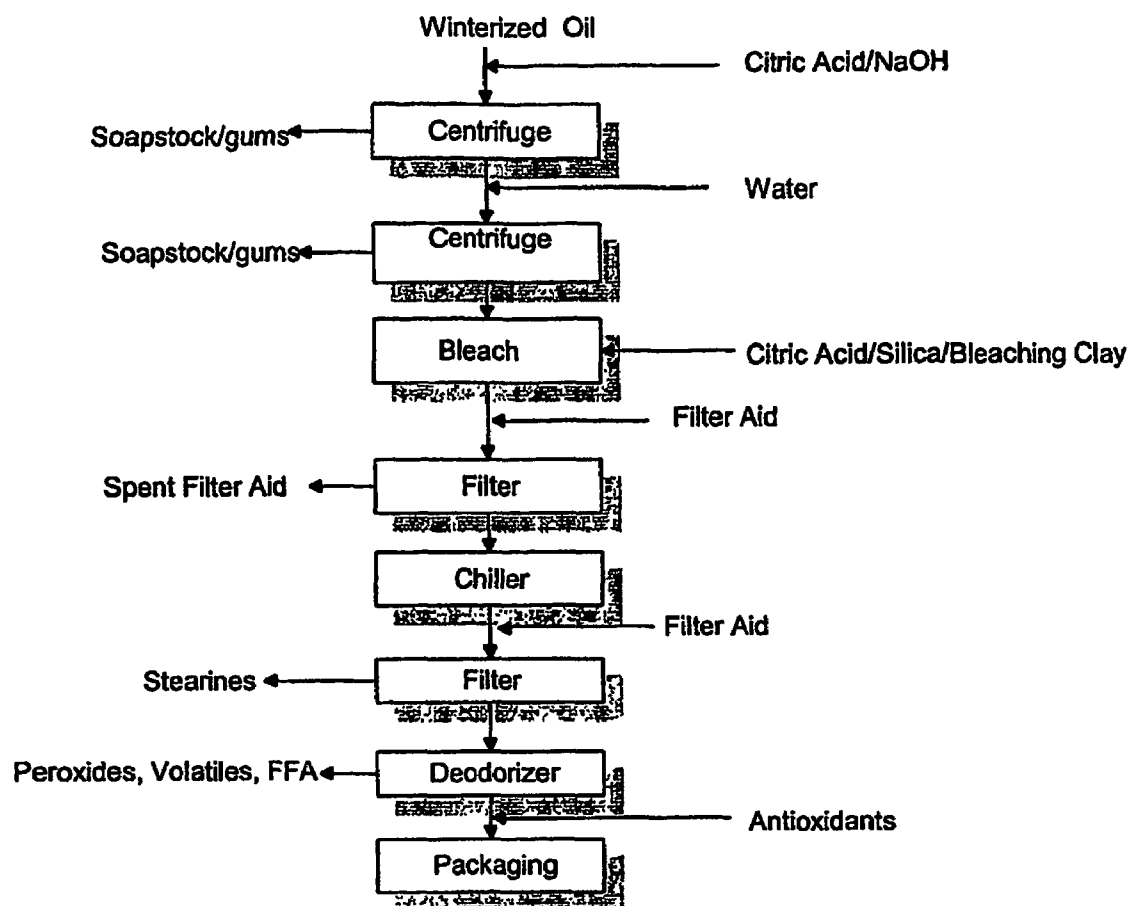 Winterized Oil
Citric Acid/NaOH
Centrifuge
Soapstock/gums
Water
Centrifuge
Soapstock/gums
Bleach
Citric Acid/Silica/Bleaching Clay
Filter Aid
Spent Filter Aid
Filter
Chiller
Filter Aid
Stearines
Filter
Peroxides, Volatiles, FFA
Deodorizer
Antioxidants
Packaging